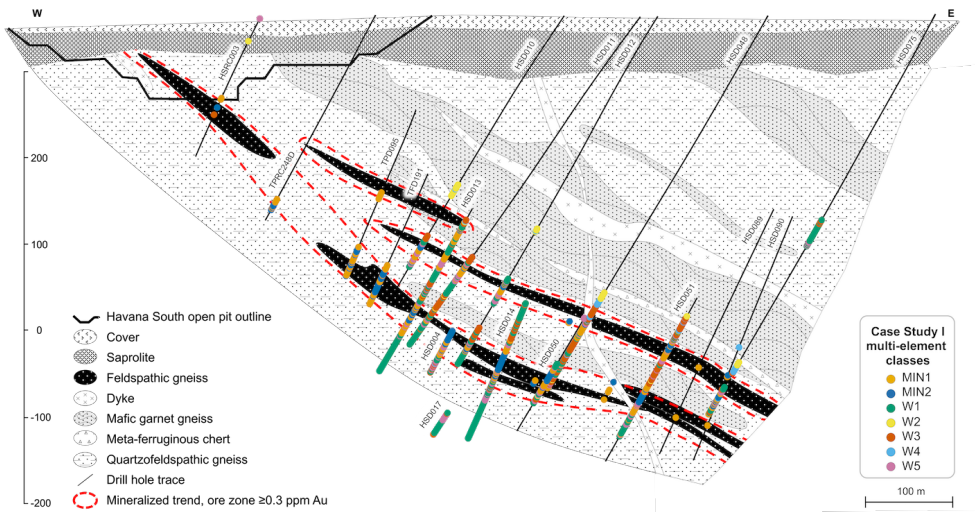 W
E
HSRC003
HSD010
HSD011
HSD012
HSD048
HSD075
TPRC248D
TPD095
TFD191
HSD013
HSD089
HSD090
HSD051
HSD014
HSD004
HSD050
HSD017
200
100
0
-100
-200
Havana South open pit outline
Cover
Saprolite
Feldspathic gneiss
Dyke
Mafic garnet gneiss
Meta-ferruginous chert
Quartzofeldspathic gneiss
Drill hole trace
Mineralized trend, ore zone ≥0.3 ppm Au
Case Study I
multi-element
classes
MIN1
MIN2
W1
W2
W3
W4
W5
100 m